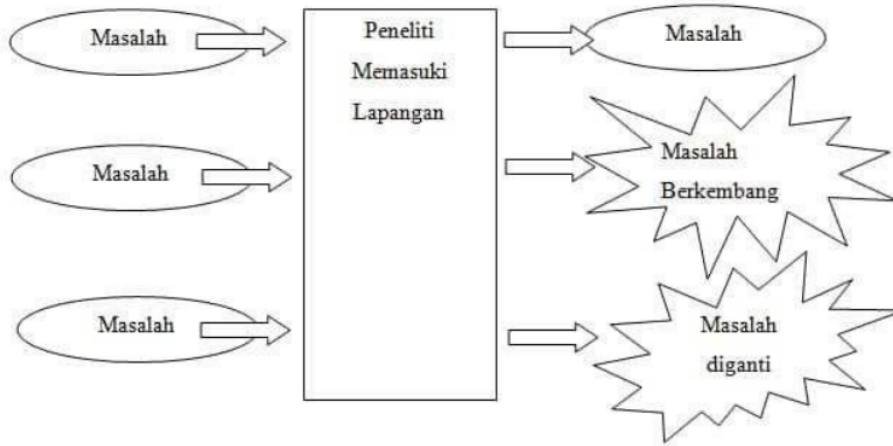 Masalah
Peneliti
Memasuki
Lapangan
Masalah
Masalah
Masalah
Berkembang
Masalah
Masalah
diganti